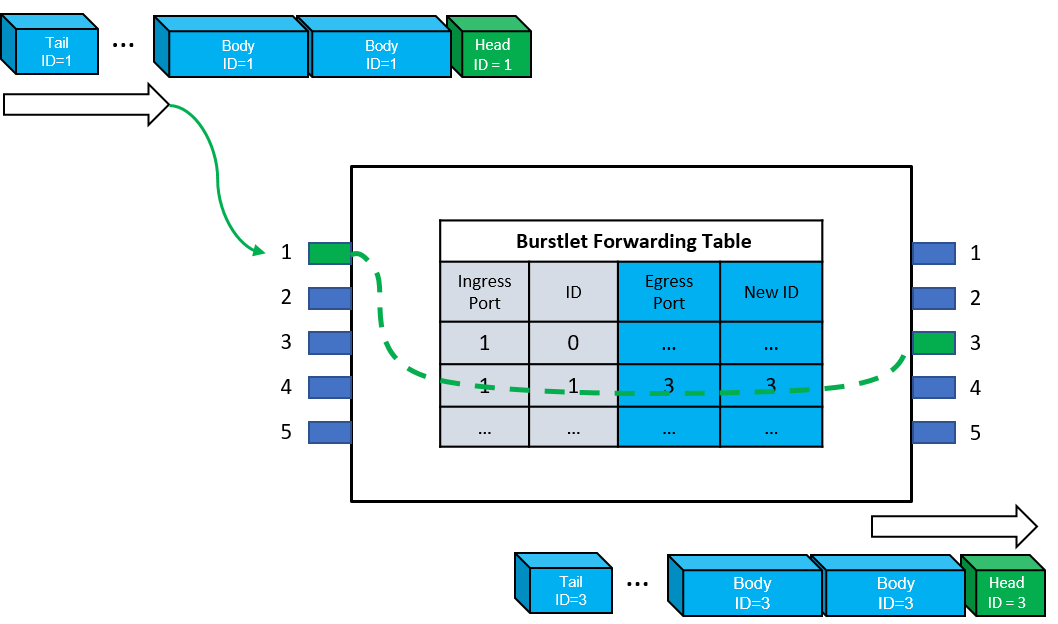 Tail
ID=1
...
Body
ID=1
Body
ID=1
Head
ID = 1
1
2
3
4
5
Burstlet Forwarding Table
Ingress
Port
ID
Egress
Port
New ID
1 0 ... ...
1 1 3 3
... ... ... ...
1
2
3
4
5
Tail
ID=3
...
Body
ID=3
Body
ID=3
Head
ID = 3